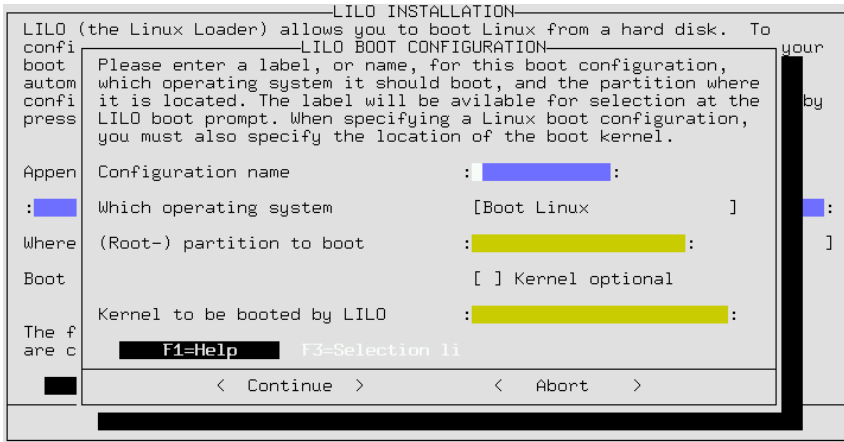 LILO INSTALLATION
LILO (the Linux Loader) allows you to boot Linux from a hard disk. To
confi
LILO BOOT CONFIGURATION
your
boot
Please enter a label, or name, for this boot configuration,
autom
which operating system it should boot, and the partition where
confi
it is located. The label will be avilable for selection at the
by
press
LILO boot prompt. When specifying a Linux boot configuration,
you must also specify the location of the boot kernel.
Appen
Configuration name : :
: Which operating system [Boot Linux ] :
Where
(Root-) partition to boot : : ]
Boot
[ ] Kernel optional
Kernel to be booted by LILO : :
The f
are c
F1=Help F3=Selection li
< Continue > < Abort >